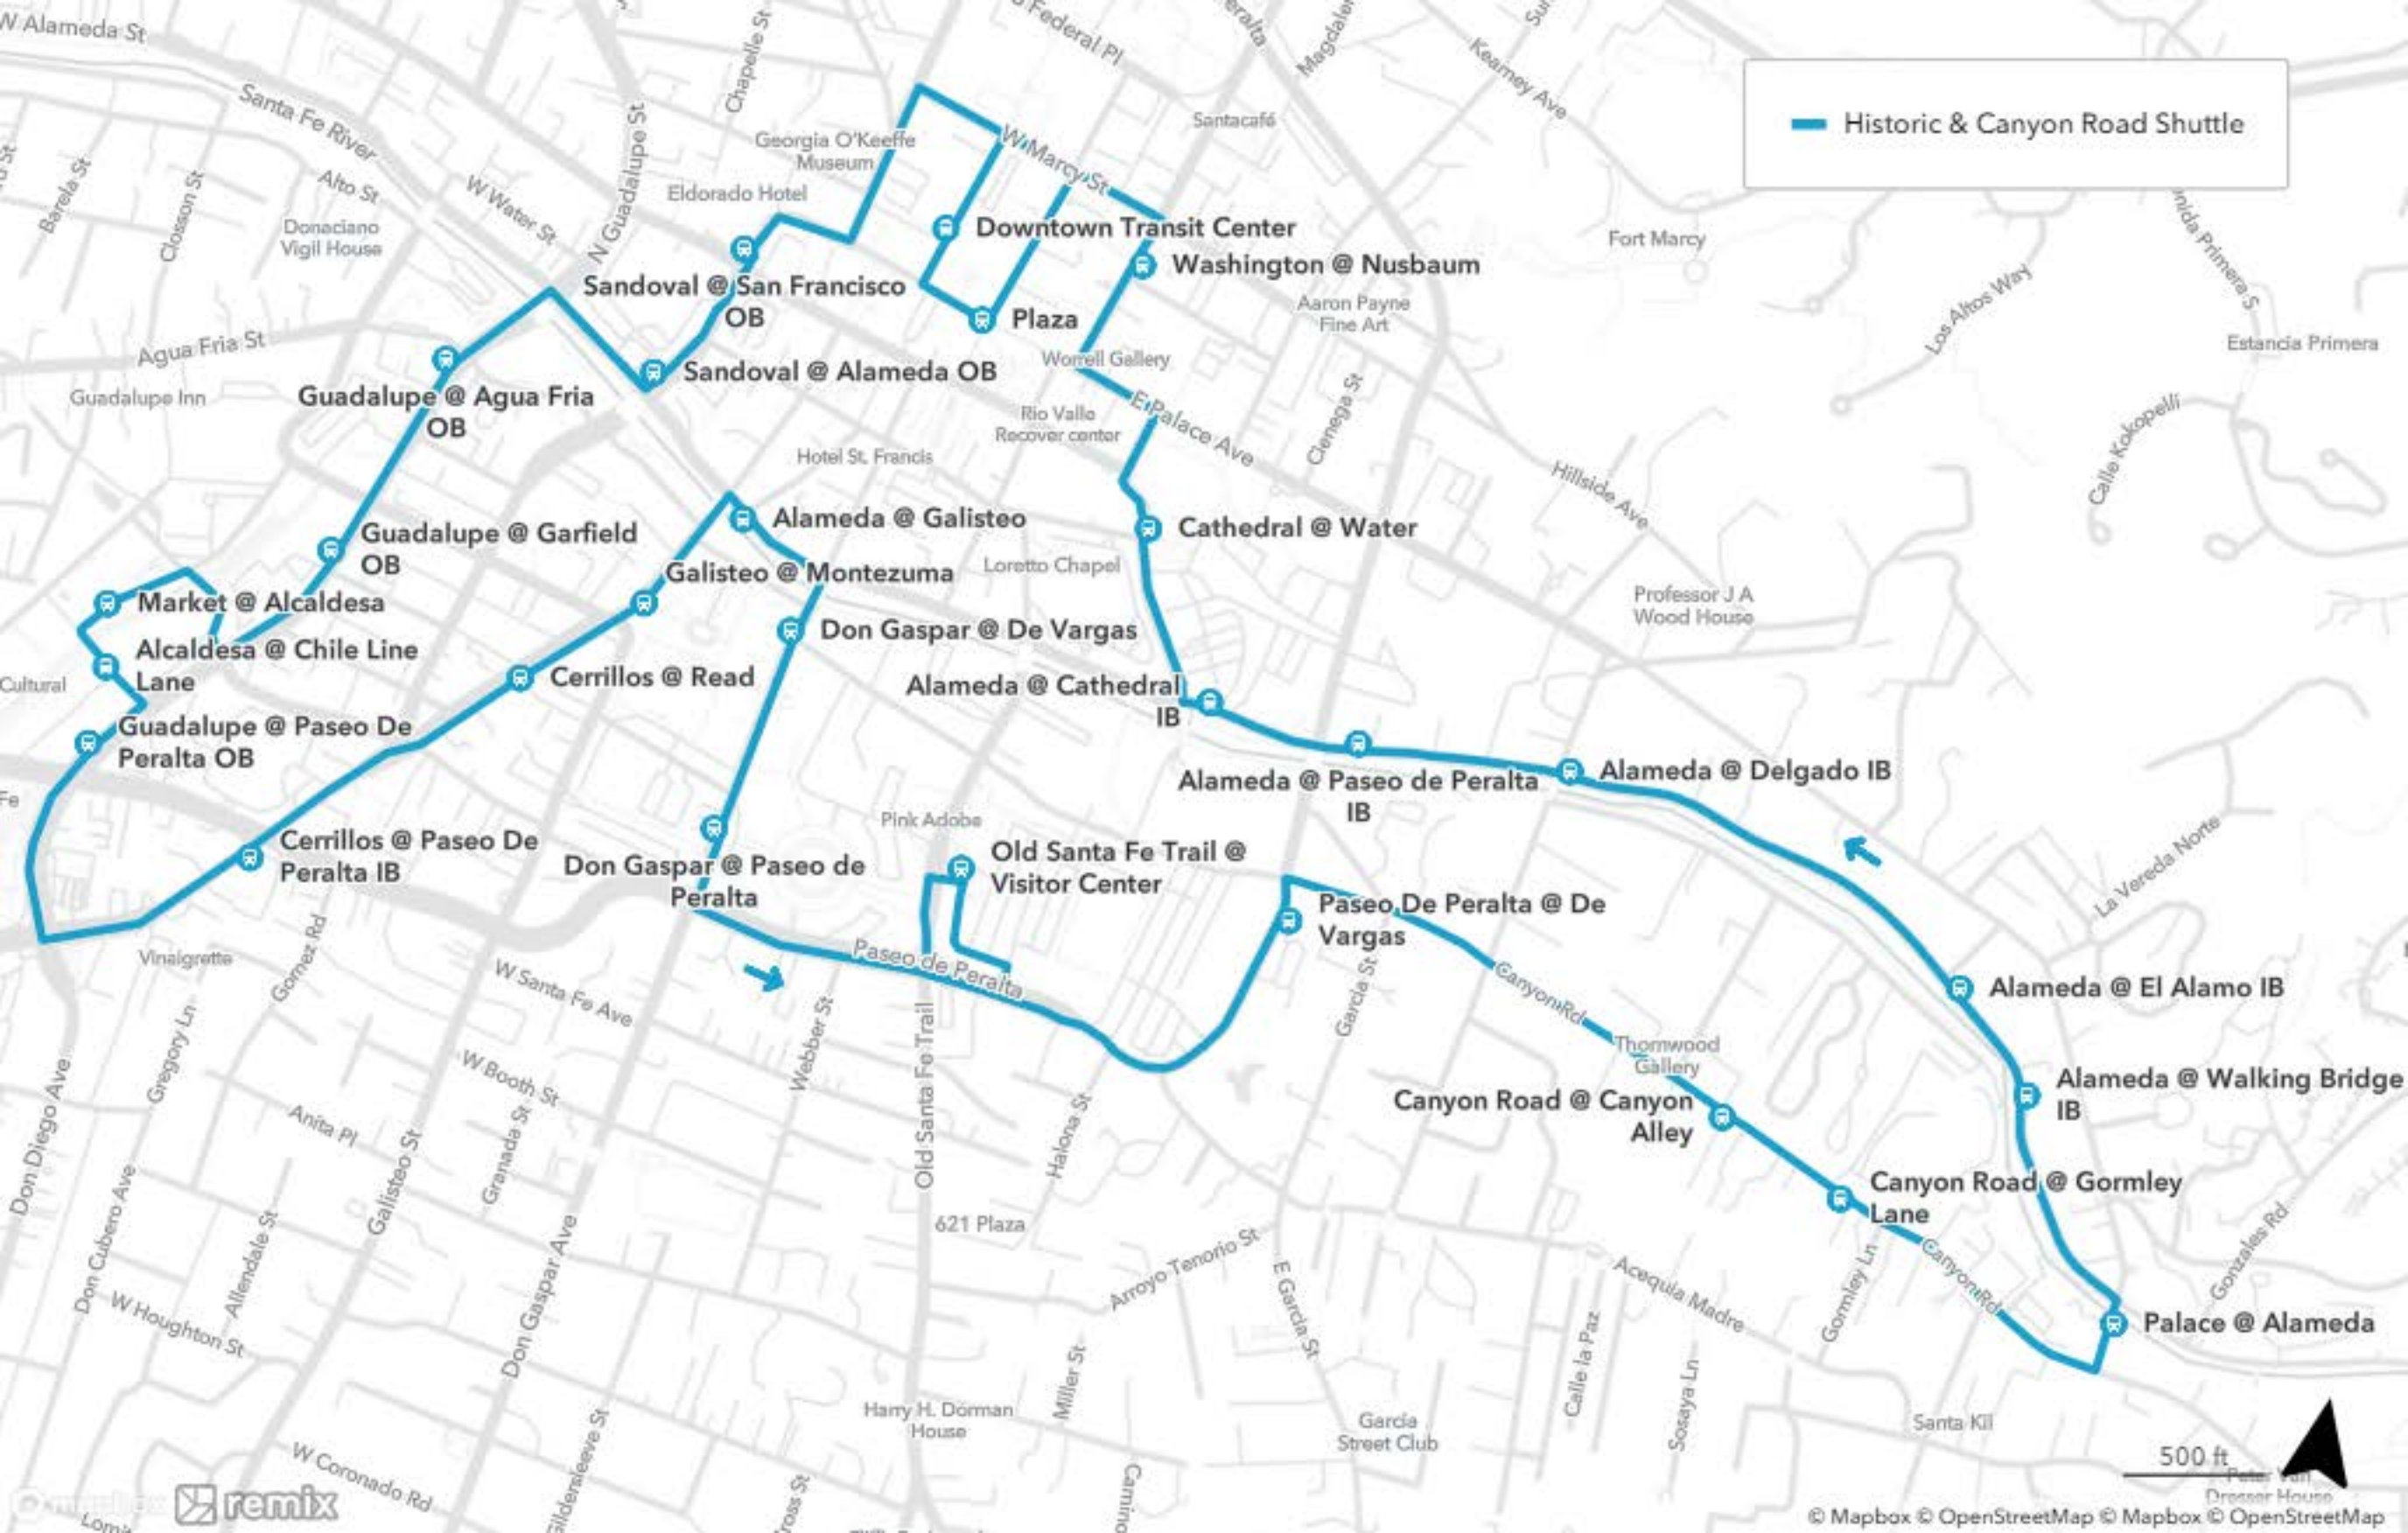 W Alameda St
Santa Fe River
Chapelle St
Federal Pl
Kearney Ave
Santacafé
Historic & Canyon Road Shuttle
Georgia O'Keeffe
Museum
W Marcy St
Barela St
Closson St
Alto St
W Water St
N Guadalupe St
Eldorado Hotel
Donaciano
Vigil House
Downtown Transit Center
Fort Marcy
Washington @ Nusbaum
Sandoval @ San Francisco
OB
Plaza
Aaron Payne
Fine Art
Los Altos Way
Estancia Primera
Agua Fria St
Worrell Gallery
Sandoval @ Alameda OB
Guadalupe Inn
Guadalupe @ Agua Fria
OB
E Palace Ave
Rio Valle
Recover center
Cienega St
Hotel St. Francis
Hillside Ave
Calle Kokopelli
Alameda @ Galisteo
Cathedral @ Water
Guadalupe @ Garfield
OB
Loretto Chapel
Galisteo @ Montezuma
Market @ Alcaldesa
Professor J A
Wood House
Don Gaspar @ De Vargas
Alcaldesa @ Chile Line
Lane
Cultural
Cerrillos @ Read
Alameda @ Cathedral
IB
Guadalupe @ Paseo De
Peralta OB
Alameda @ Paseo de Peralta
IB
Alameda @ Delgado IB
Fe
Pink Adobe
Cerrillos @ Paseo De
Peralta IB
Don Gaspar @ Paseo de
Peralta
Old Santa Fe Trail @
Visitor Center
La Vereda Norte
Paseo De Peralta @ De
Vargas
Vinaigrette
Gomez Rd
Paseo de Peralta
W Santa Fe Ave
Garcia St
Canyon Rd
Alameda @ El Alamo IB
Webber St
Old Santa Fe Trail
Gregory Ln
Don Diego Ave
W Booth St
Thornwood
Gallery
Alameda @ Walking Bridge
IB
Canyon Road @ Canyon
Alley
Anita Pl
Granada St
Galisteo St
Halona St
Canyon Road @ Gormley
Lane
Don Cubero Ave
Allendale St
621 Plaza
Arroyo Tenorio St
E Garcia St
Acequia Madre
Gormley Ln
Canyon Rd
Gonzales Rd
Palace @ Alameda
W Houghton St
Don Gaspar Ave
Miller St
Calle la Paz
Sosaya Ln
Harry H. Dorman
House
Garcia
Street Club
Santa Kil
W Coronado Rd
Gildersleeve St
Camino
500 ft
Dresser House
mapbox
remix
© Mapbox © OpenStreetMap © Mapbox © OpenStreetMap